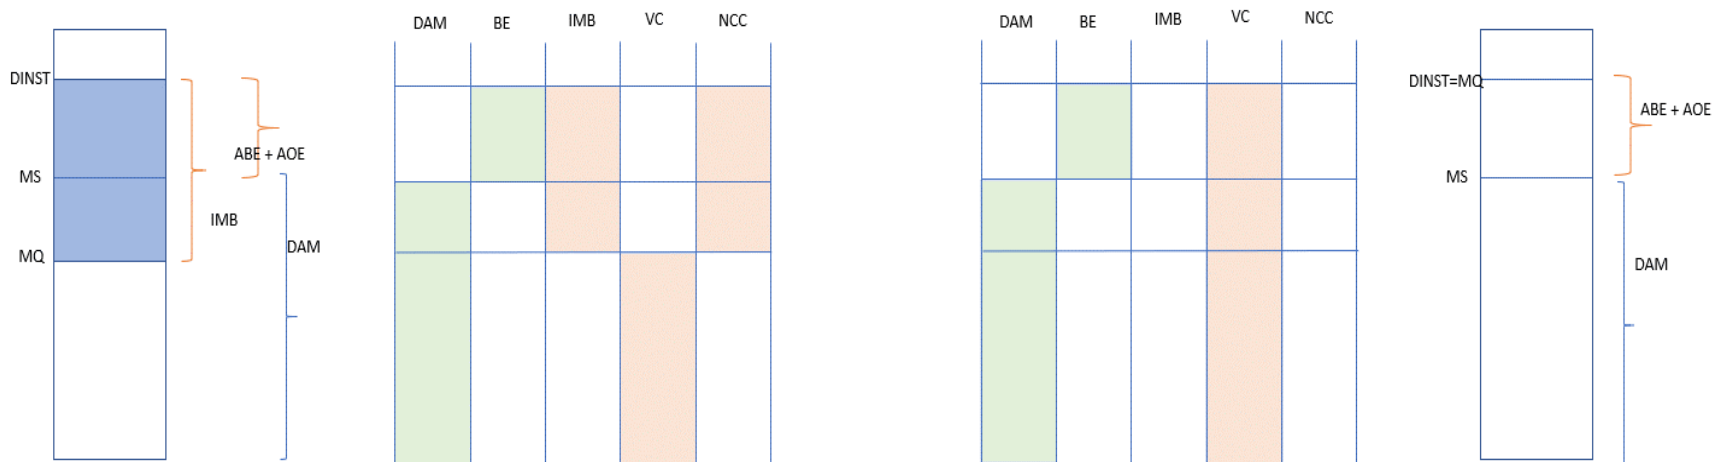 DAM BE IMB VC NCC
DINST
ABE + AOE
MS
IMB
DAM
MQ
DAM BE IMB VC NCC
DINST=MQ
ABE + AOE
MS
DAM